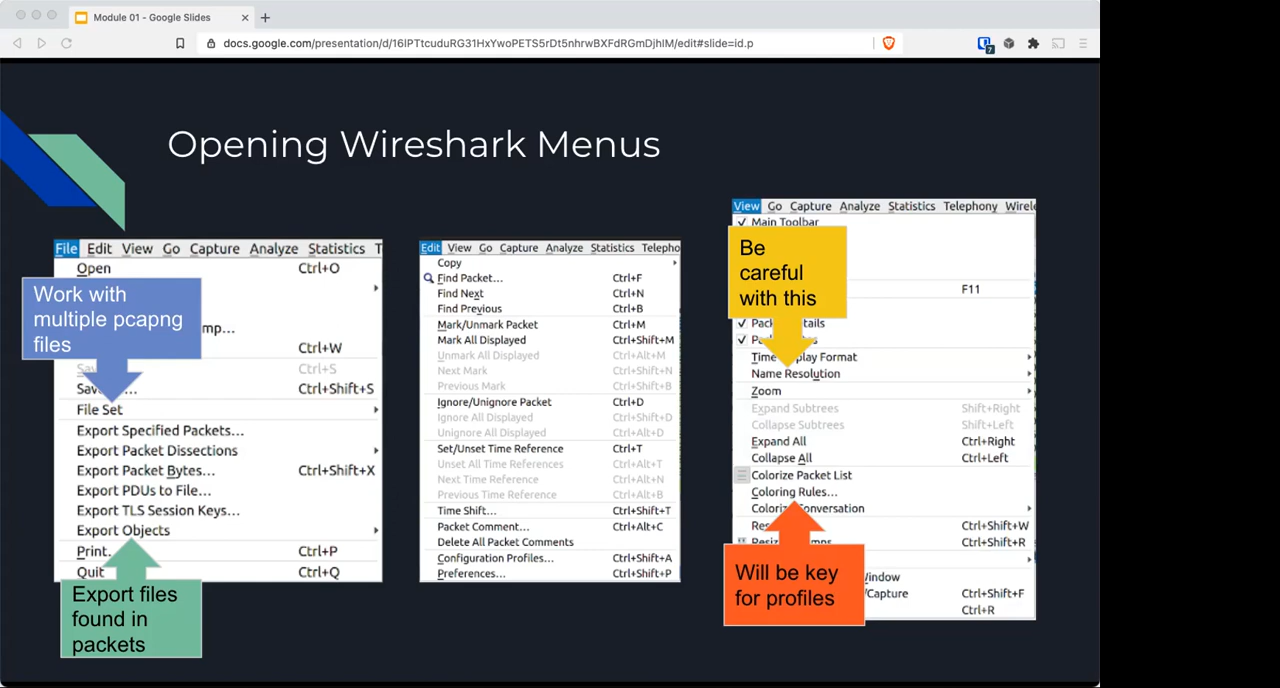 Module 01 - Google Slides
docs.google.com/presentation/d/16IPTtcuduRG31HxYwoPETS5rDt5nhrwBXFdRGmDjhIM/edit#slide=id.p
7
Opening Wireshark Menus
File Edit View Go Capture Analyze Statistics T
Open Ctrl+O
Work with
multiple pcapng
files
mp...
Ctrl+W
Ctrl+S
Ctrl+Shift+S
File Set
Export Specified Packets...
Export Packet Dissections
Export Packet Bytes... Ctrl+Shift+X
Export PDUs to File...
Export TLS Session Keys...
Export Objects
Print... Ctrl+P
Quit Ctrl+Q
Export files
found in
packets
Edit View Go Capture Analyze Statistics Telepho
Copy
Find Packet... Ctrl+F
Find Next Ctrl+N
Find Previous Ctrl+B
Mark/Unmark Packet Ctrl+M
Mark All Displayed Ctrl+Shift+M
Unmark All Displayed Ctrl+Alt+M
Next Mark Ctrl+Shift+N
Previous Mark Ctrl+Shift+B
Ignore/Unignore Packet Ctrl+D
Ignore All Displayed Ctrl+Shift+D
Unignore All Displayed Ctrl+Alt+D
Set/Unset Time Reference Ctrl+T
Unset All Time References Ctrl+Alt+T
Next Time Reference Ctrl+Alt+N
Previous Time Reference Ctrl+Alt+B
Time Shift... Ctrl+Shift+T
Packet Comment... Ctrl+Alt+C
Delete All Packet Comments
Configuration Profiles... Ctrl+Shift+A
Preferences... Ctrl+Shift+P
View Go Capture Analyze Statistics Telephony Wirele
Main Toolbar
Be
careful
with this
F11
Name Resolution
Zoom
Expand Subtrees Shift+Right
Collapse Subtrees Shift+Left
Expand All Ctrl+Right
Collapse All Ctrl+Left
Colorize Packet List
Coloring Rules...
Ctrl+Shift+W
Ctrl+Shift+R
Will be key
for profiles
Window
/Capture Ctrl+Shift+F
Ctrl+R